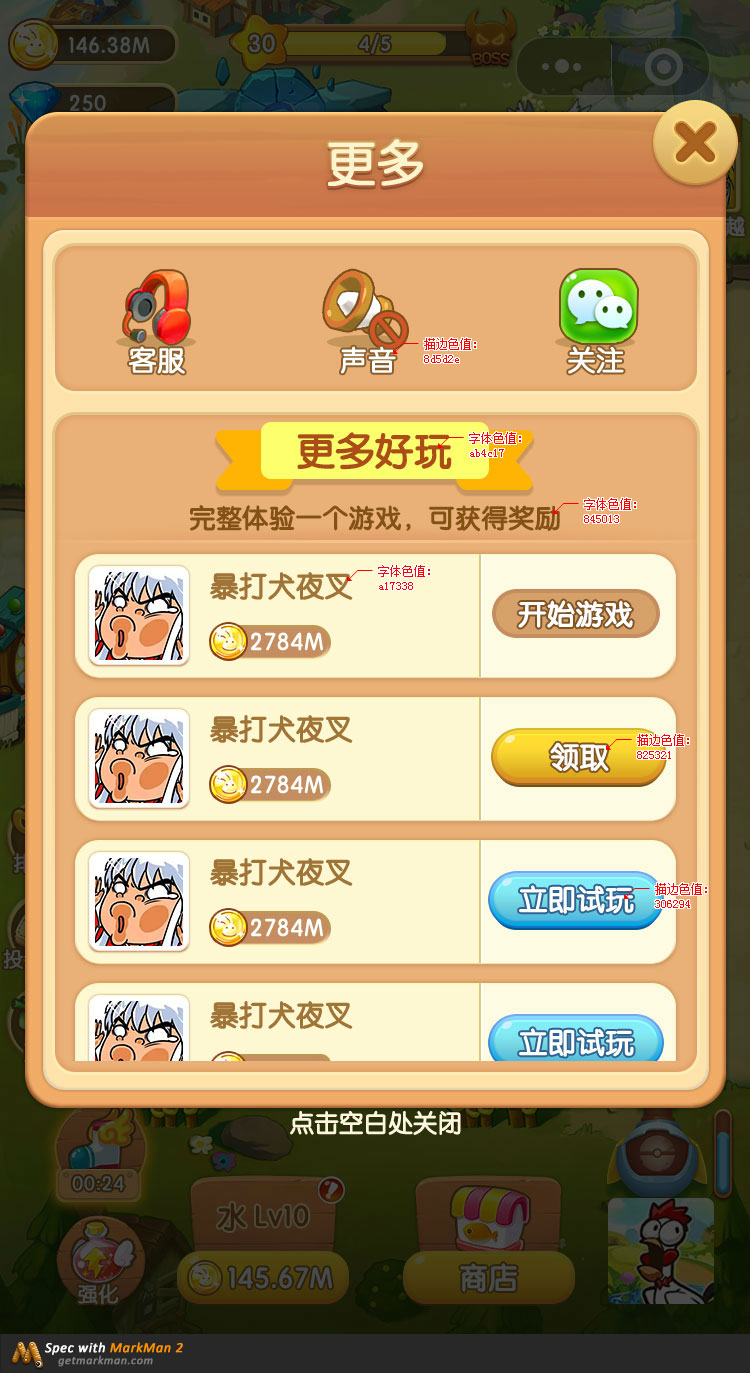 146.38M
30
4/5
BOSS
250
更多
越
客服
声音
关注
描边色值:
8d5d2e
更多好玩
字体色值:
ab4c17
完整体验一个游戏，可获得奖励
字体色值:
845013
暴打犬夜叉
字体色值:
a17338
2784M
开始游戏
暴打犬夜叉
2784M
领取
描边色值:
825321
暴打犬夜叉
2784M
立即试玩
描边色值:
306294
投
暴打犬夜叉
立即试玩
点击空白处关闭
00:24
水 Lv10
145.67M
商店
强化
Spec with MarkMan 2
getmarkman.com